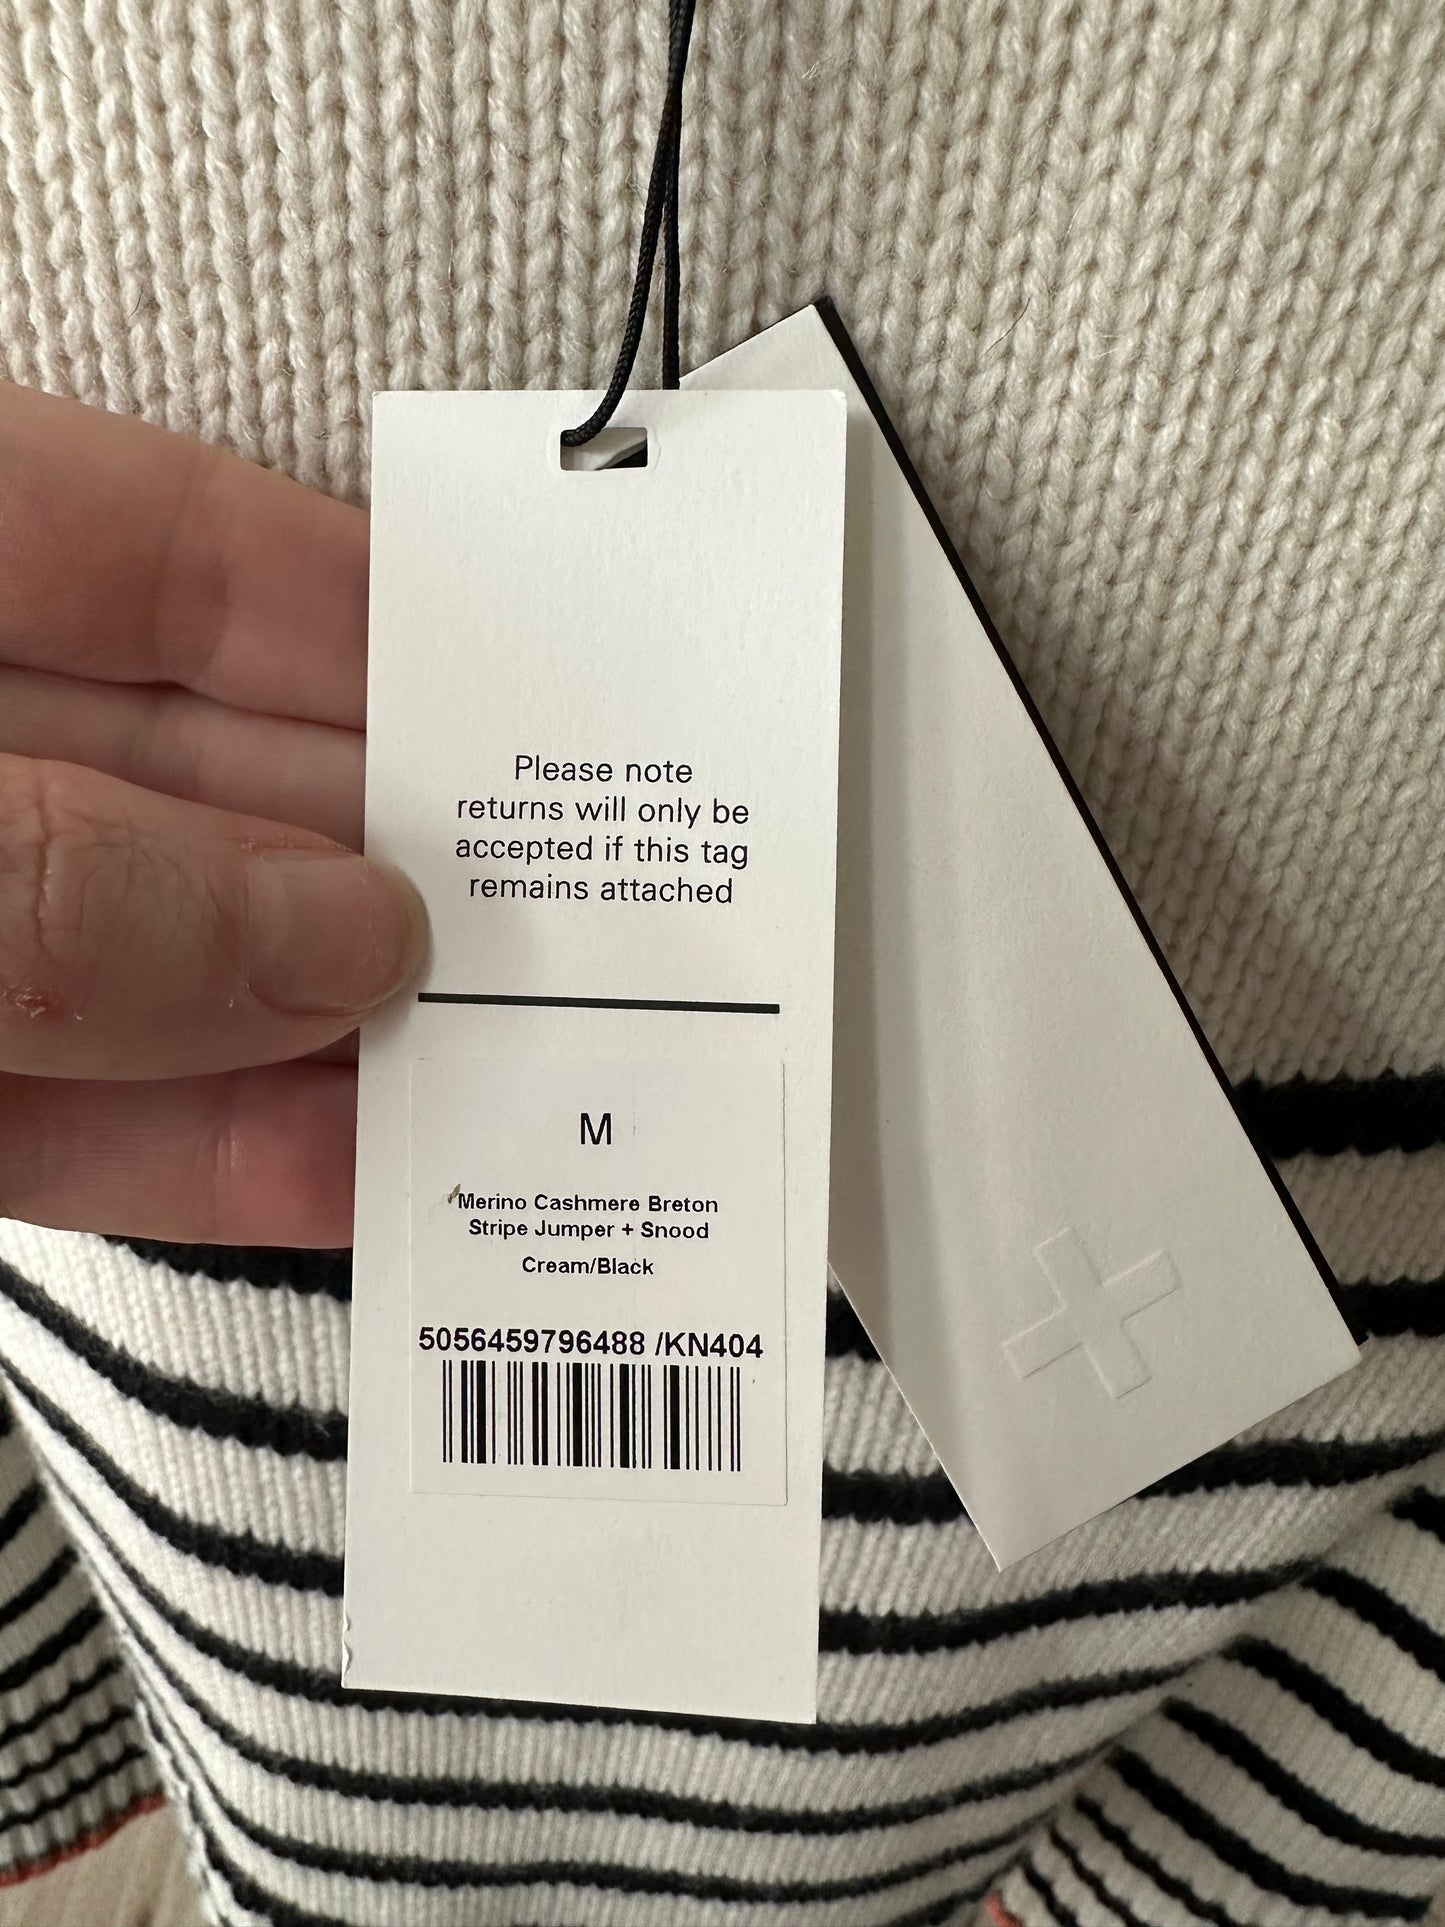 Please note
returns will only be
accepted if this tag
remains attached
M
Merino Cashmere Breton
Stripe Jumper + Snood
Cream/Black
5056459796488 /KN404